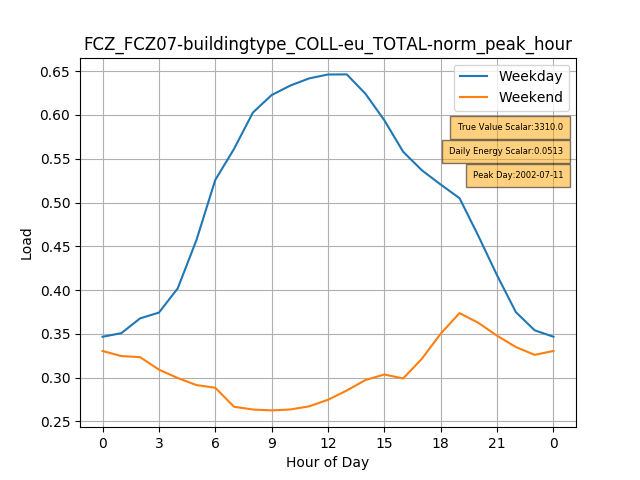 FCZ_FCZ07-buildingtype_COLL-eu_TOTAL-norm_peak_hour
Weekday
Weekend
True Value Scalar:3310.0
Daily Energy Scalar:0.0513
Peak Day:2002-07-11
Load
0.65
0.60
0.55
0.50
0.45
0.40
0.35
0.30
0.25
0 3 6 9 12 15 18 21 0
Hour of Day